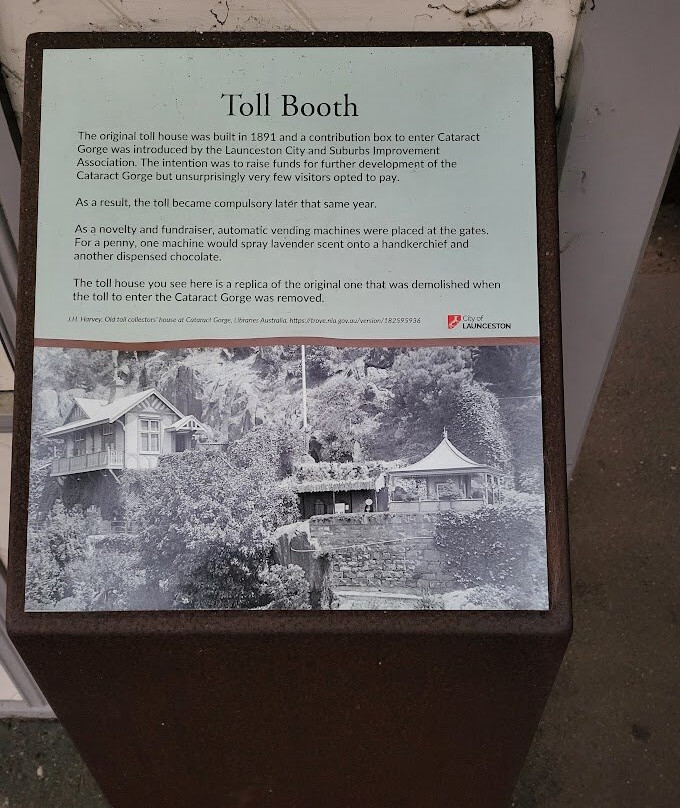 Toll Booth
The original toll house was built in 1891 and a contribution box to enter Cataract
Gorge was introduced by the Launceston City and Suburbs Improvement
Association. The intention was to raise funds for further development of the
Cataract Gorge but unsurprisingly very few visitors opted to pay.
As a result, the toll became compulsory later that same year.
As a novelty and fundraiser, automatic vending machines were placed at the gates.
For a penny, one machine would spray lavender scent onto a handkerchief and
another dispensed chocolate.
The toll house you see here is a replica of the original one that was demolished when
the toll to enter the Cataract Gorge was removed.
J.H. Harvey, Old toll collectors' house at Cataract Gorge, Libraries Australia, https://trove.nla.gov.au/version/182595936
City of
LAUNCESTON